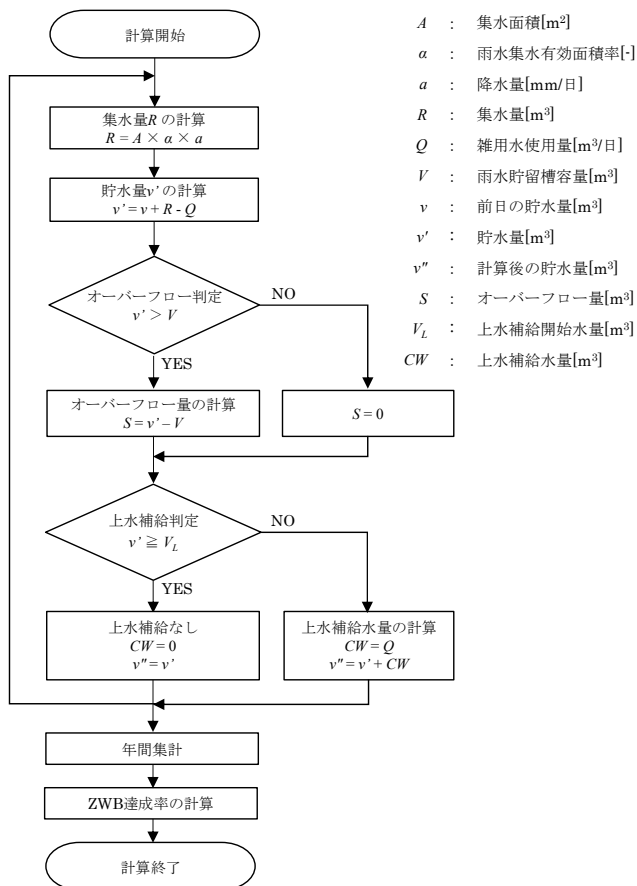 計算開始
集水量R の計算
R = A × α × a
貯水量v' の計算
v' = v + R - Q
オーバーフロー判定
v' > V
NO
YES
オーバーフロー量の計算
S = v' – V
S = 0
上水補給判定
v' ≧ VL
NO
YES
上水補給なし
CW = 0
v″ = v'
上水補給水量の計算
CW = Q
v″ = v' + CW
年間集計
ZWB達成率の計算
計算終了
A : 集水面積[m²]
α : 雨水集水有効面積率[-]
a : 降水量[mm/日]
R : 集水量[m³]
Q : 雑用水使用量[m³/日]
V : 雨水貯留槽容量[m³]
v : 前日の貯水量[m³]
v′ : 貯水量[m³]
v″ : 計算後の貯水量[m³]
S : オーバーフロー量[m³]
VL : 上水補給開始水量[m³]
CW : 上水補給水量[m³]